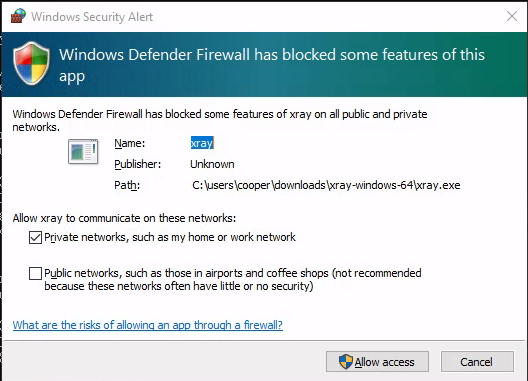 Windows Security Alert
Windows Defender Firewall has blocked some features of this
app
Windows Defender Firewall has blocked some features of xray on all public and private
networks.
Name: xray
Publisher: Unknown
Path: C:\users\cooper\downloads\xray-windows-64\xray.exe
Allow xray to communicate on these networks:
Private networks, such as my home or work network
Public networks, such as those in airports and coffee shops (not recommended
because these networks often have little or no security)
What are the risks of allowing an app through a firewall?
Allow access Cancel